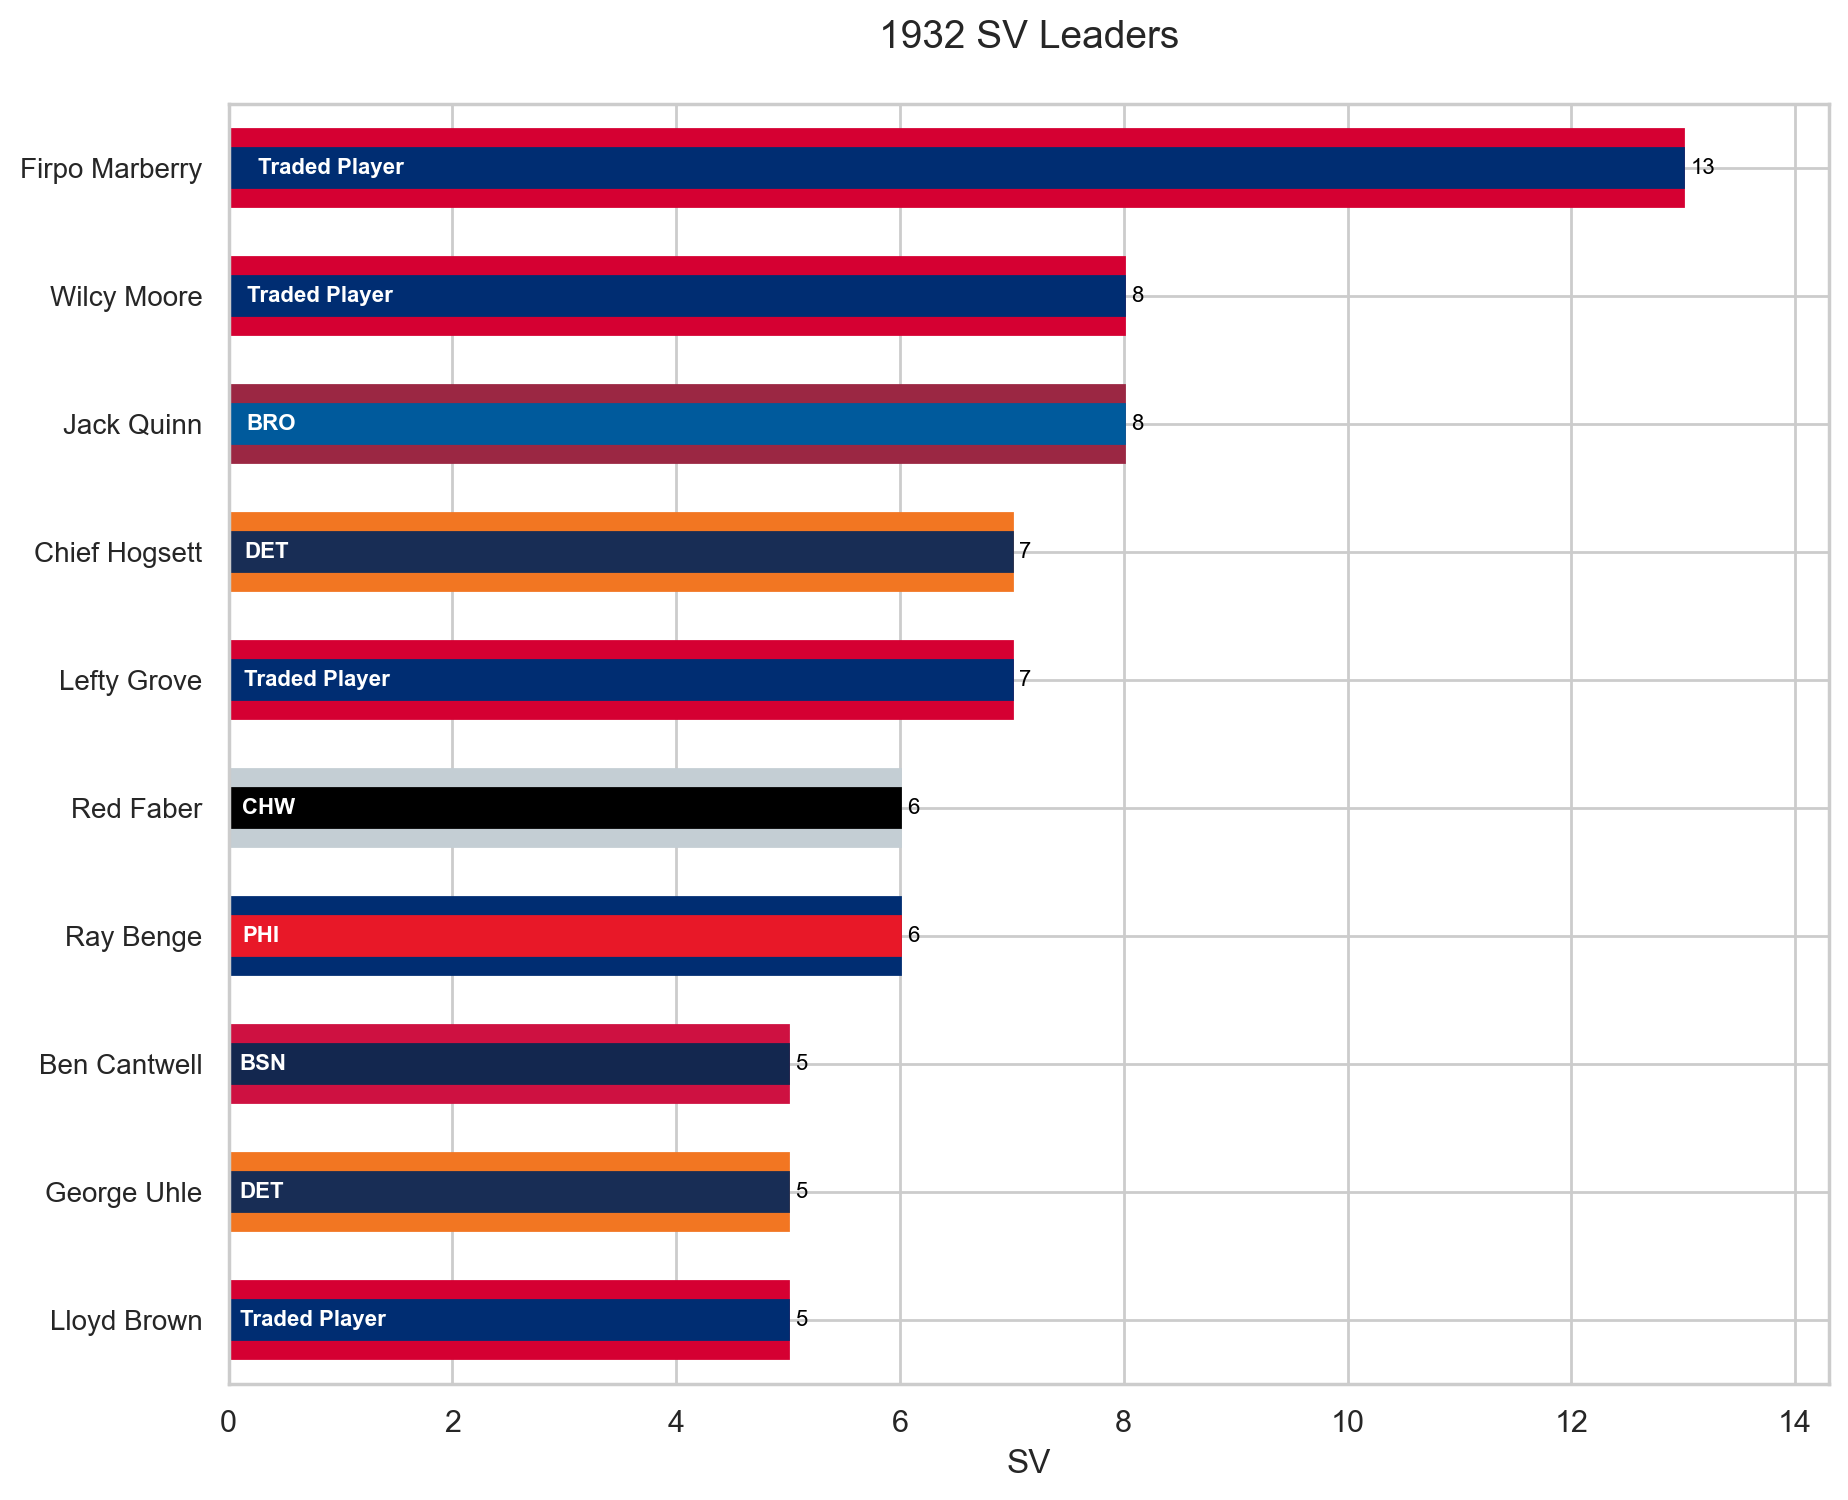 1932 SV Leaders
Firpo Marberry Traded Player 13
Wilcy Moore Traded Player 8
Jack Quinn BRO 8
Chief Hogsett DET 7
Lefty Grove Traded Player 7
Red Faber CHW 6
Ray Benge PHI 6
Ben Cantwell BSN 5
George Uhle DET 5
Lloyd Brown Traded Player 5
0 2 4 6 8 10 12 14
SV